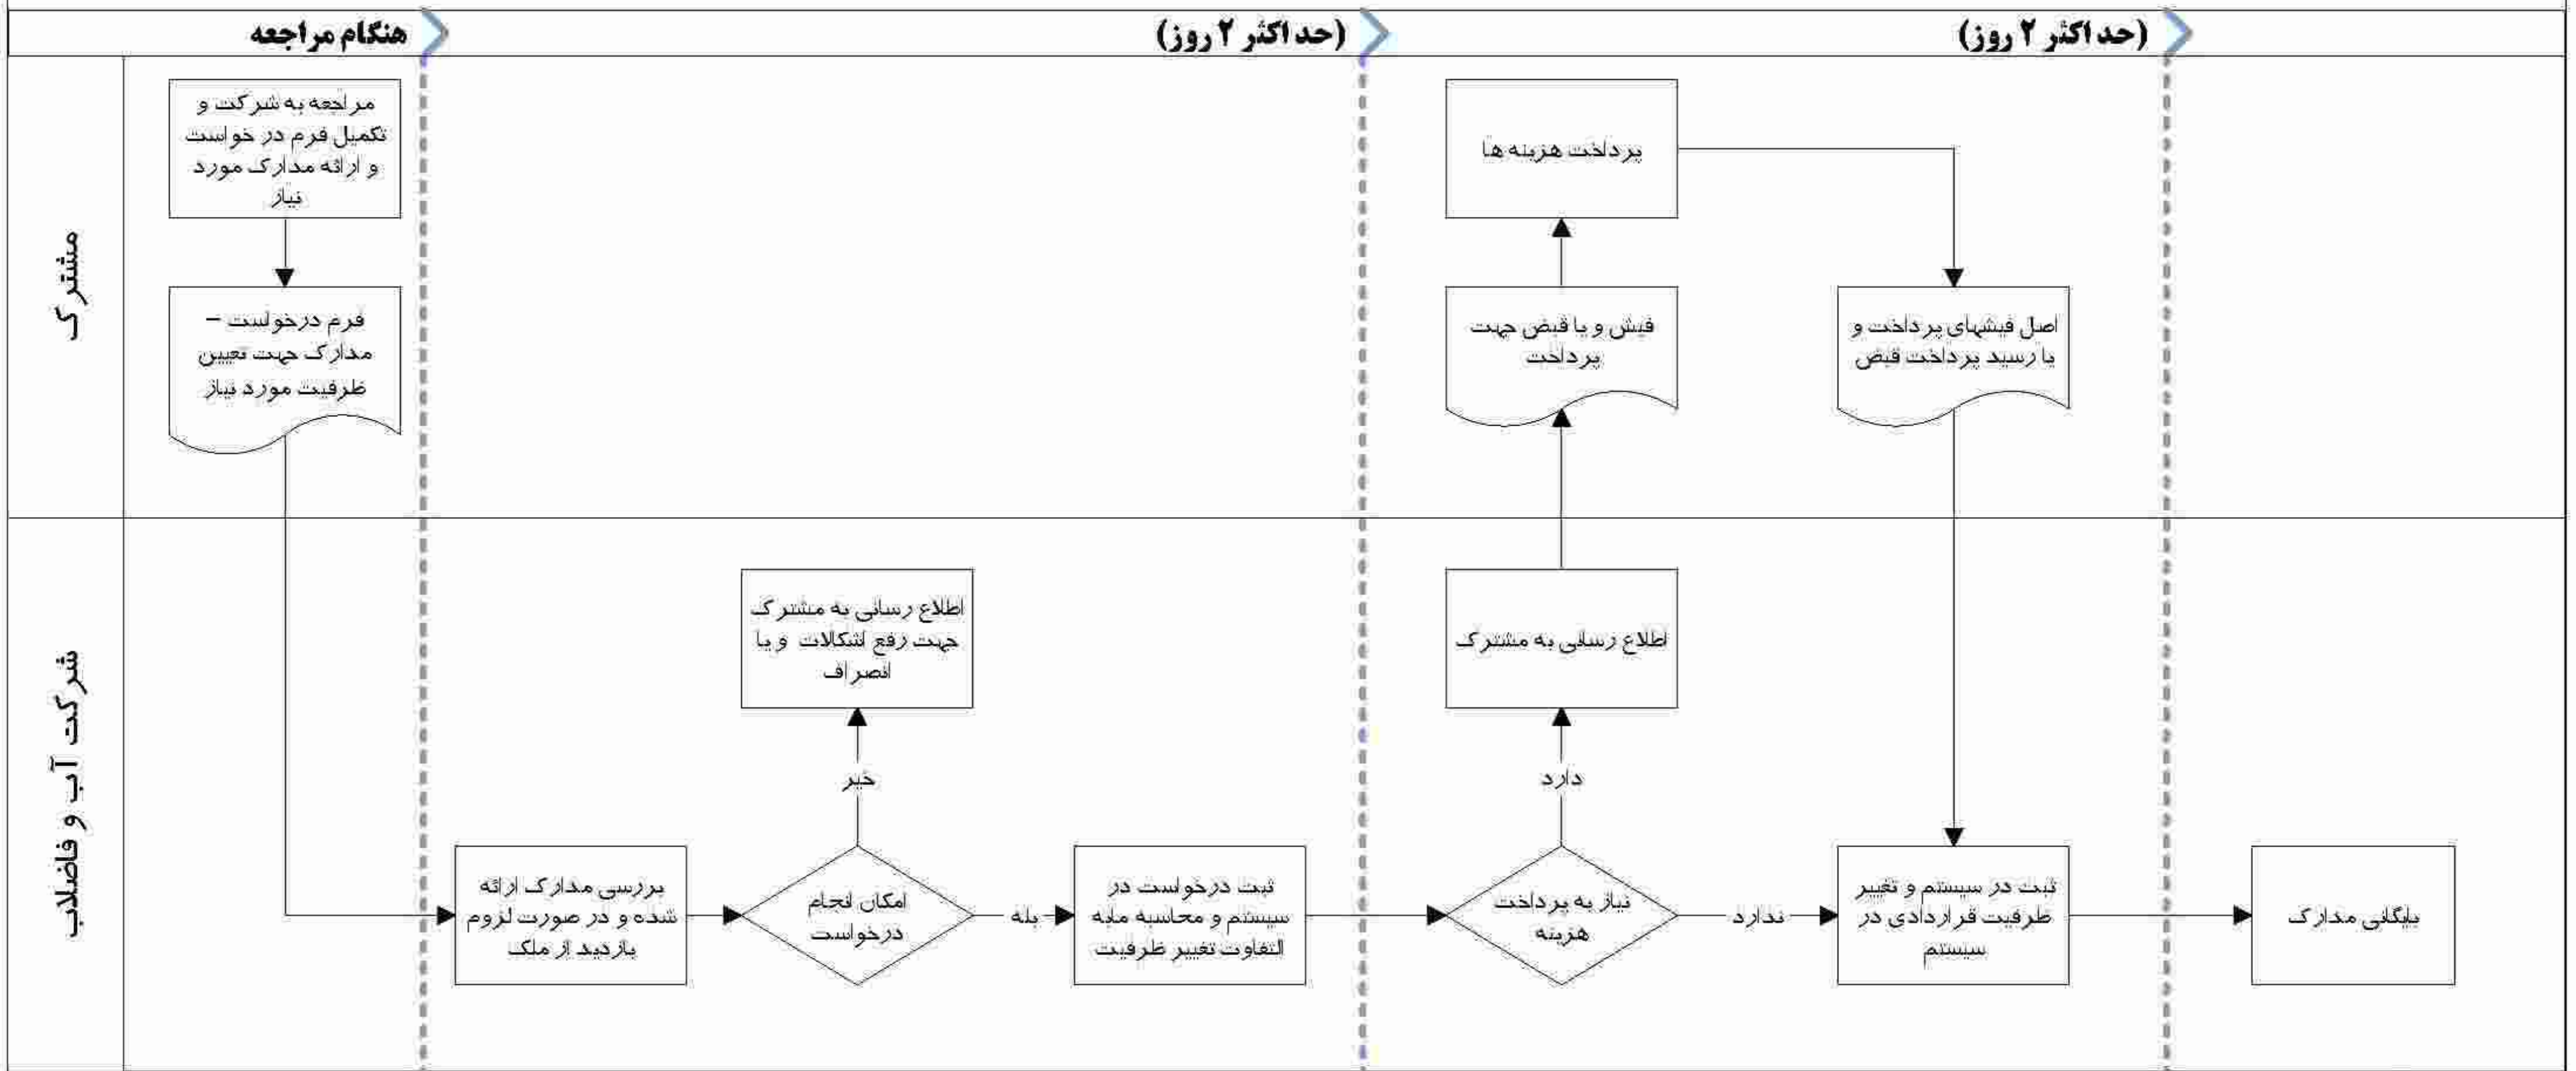 هنگام مراجعه
(حداکثر ۲ روز)
(حداکثر ۲ روز)
مشترک
مراجعه به شرکت و
تکمیل فرم در خواست
و ارائه مدارک مورد
نیاز
فرم درخواست –
مدارک جهت تعیین
ظرفیت مورد نیاز
پرداخت هزینه ها
فیش و یا قبض جهت
پرداخت
اصل فیشهای پرداخت و
یا رسید پرداخت قبض
شرکت آب و فاضلاب
بررسی مدارک ارائه
شده و در صورت لزوم
بازدید از ملک
امکان انجام
درخواست
خیر
اطلاع رسانی به مشترک
جهت رفع اشکالات و یا
انصراف
بله
ثبت درخواست در
سیستم و محاسبه مابه
التفاوت تغییر ظرفیت
نیاز به پرداخت
هزینه
دارد
اطلاع رسانی به مشترک
ندارد
ثبت در سیستم و تغییر
ظرفیت قراردادی در
سیستم
بایگانی مدارک